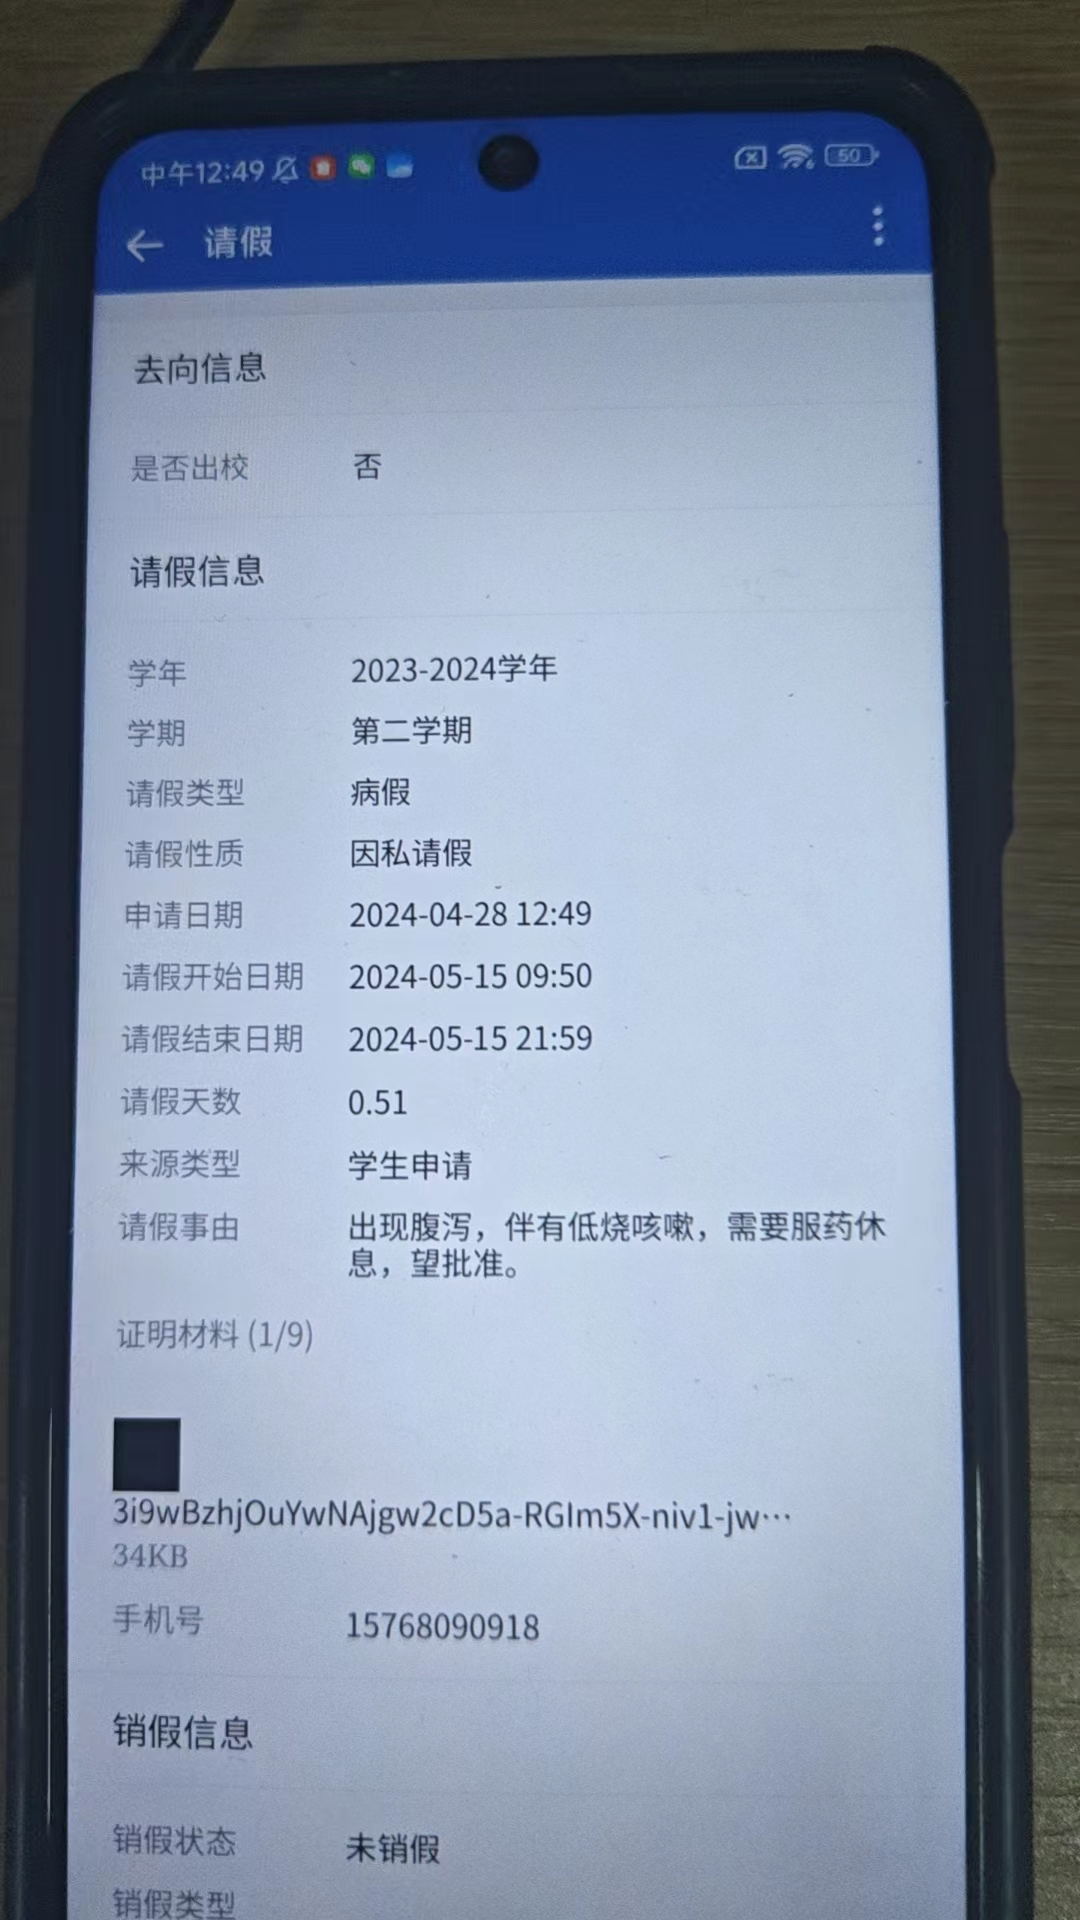 中午12:49
50
请假
去向信息
是否出校 否
请假信息
学年 2023-2024学年
学期 第二学期
请假类型 病假
请假性质 因私请假
申请日期 2024-04-28 12:49
请假开始日期 2024-05-15 09:50
请假结束日期 2024-05-15 21:59
请假天数 0.51
来源类型 学生申请
请假事由 出现腹泻，伴有低烧咳嗽，需要服药休
息，望批准。
证明材料 (1/9)
3i9wBzhjOuYwNAjgw2cD5a-RGIm5X-niv1-jw…
34KB
手机号 15768090918
销假信息
销假状态 未销假
销假类型